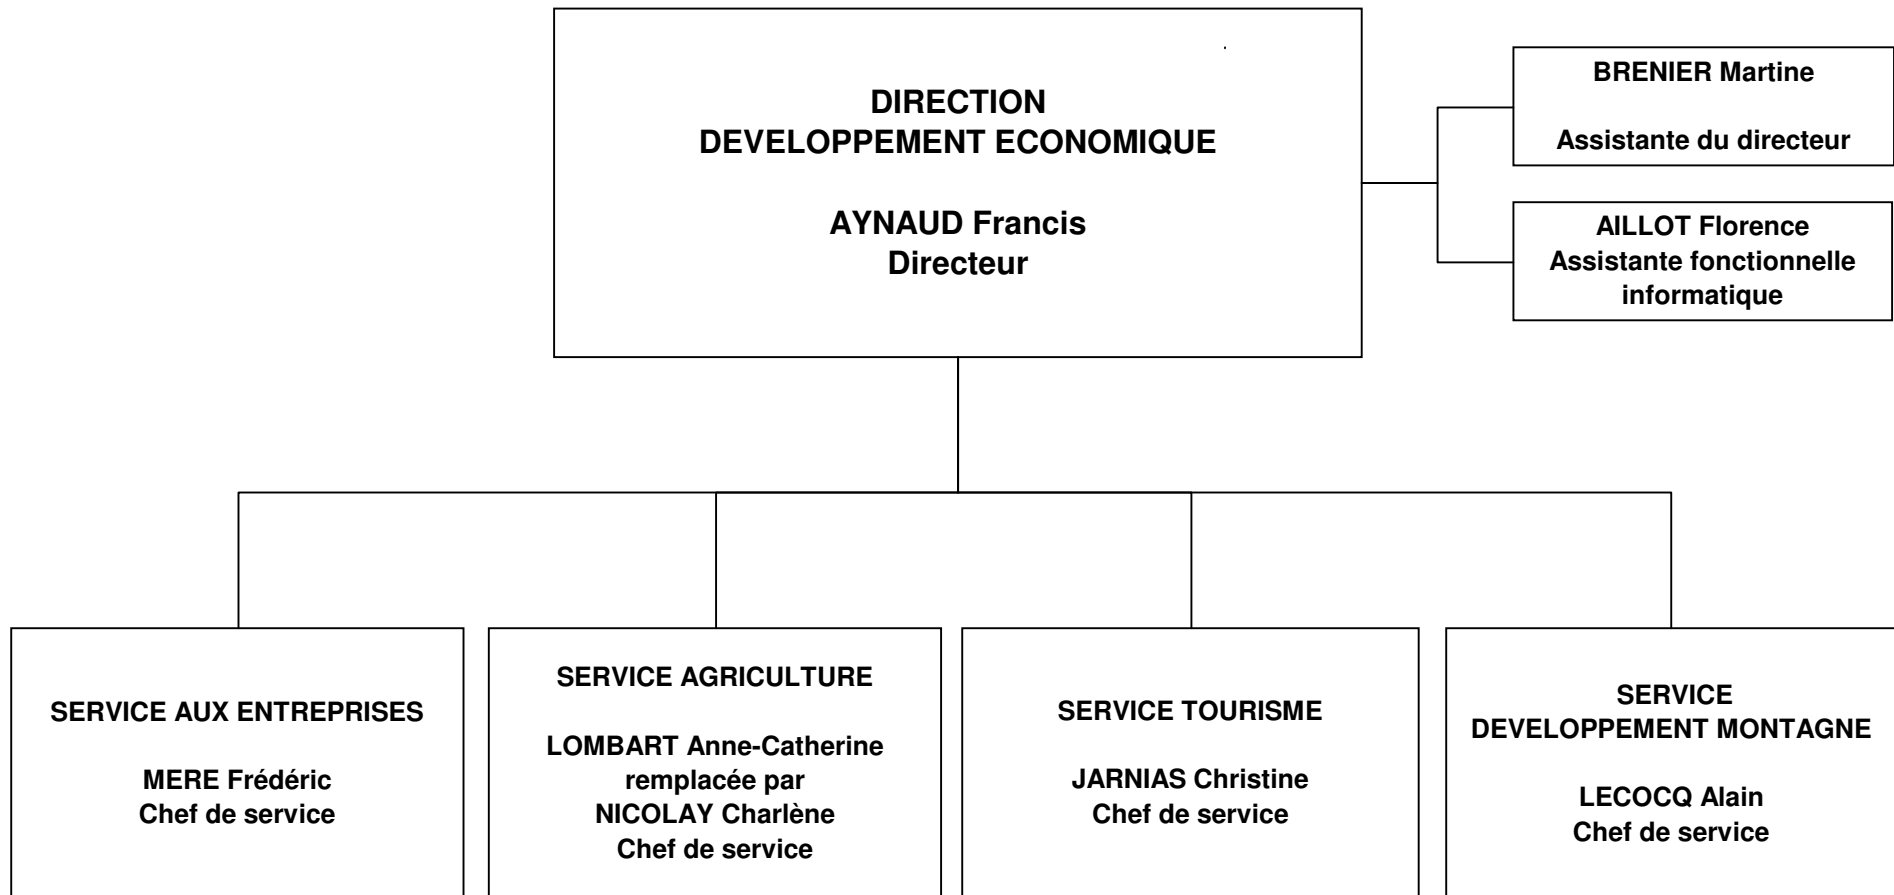 DIRECTION
DEVELOPPEMENT ECONOMIQUE
AYNAUD Francis
Directeur
BRENIER Martine
Assistante du directeur
AILLOT Florence
Assistante fonctionnelle
informatique
SERVICE AUX ENTREPRISES
MERE Frédéric
Chef de service
SERVICE AGRICULTURE
LOMBART Anne-Catherine
remplacée par
NICOLAY Charlène
Chef de service
SERVICE TOURISME
JARNIAS Christine
Chef de service
SERVICE
DEVELOPPEMENT MONTAGNE
LECOCQ Alain
Chef de service